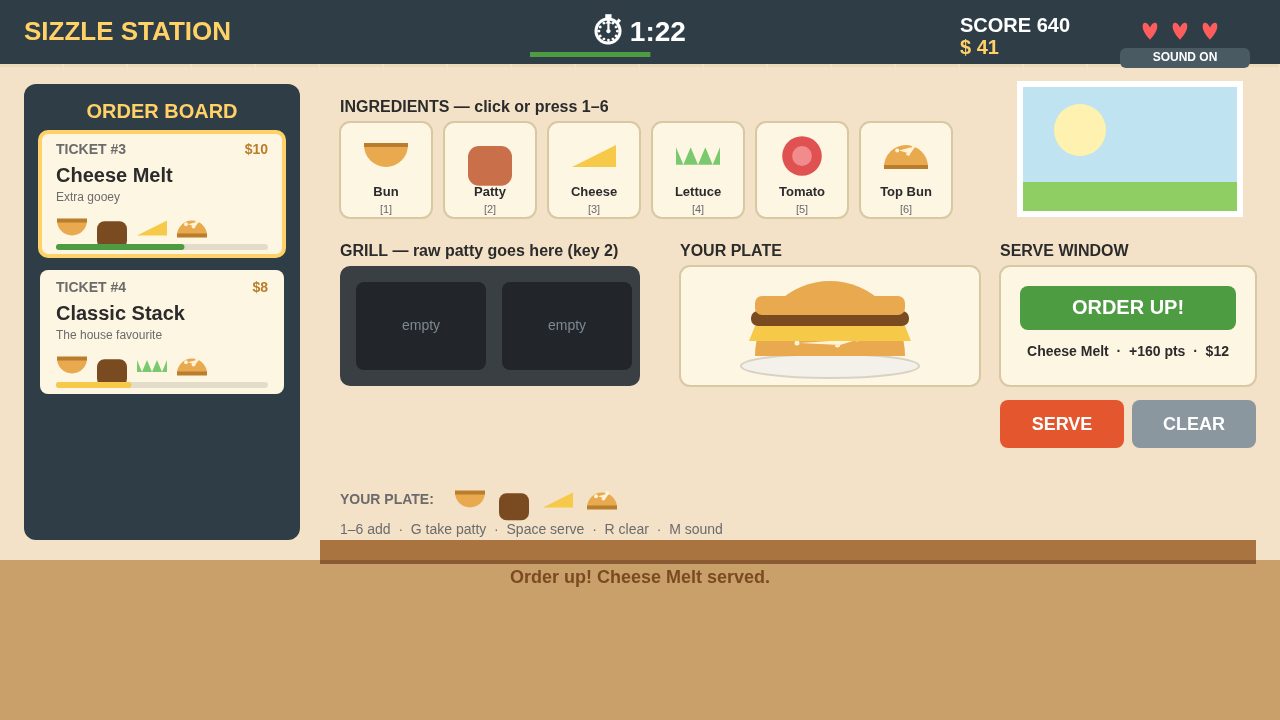 SIZZLE STATION
1:22
SCORE 640
$ 41
SOUND ON
ORDER BOARD
TICKET #3 $10
Cheese Melt
Extra gooey
TICKET #4 $8
Classic Stack
The house favourite
INGREDIENTS — click or press 1–6
Bun Patty Cheese Lettuce Tomato Top Bun
[1] [2] [3] [4] [5] [6]
GRILL — raw patty goes here (key 2)
empty empty
YOUR PLATE
SERVE WINDOW
ORDER UP!
Cheese Melt · +160 pts · $12
SERVE CLEAR
YOUR PLATE:
1–6 add · G take patty · Space serve · R clear · M sound
Order up! Cheese Melt served.